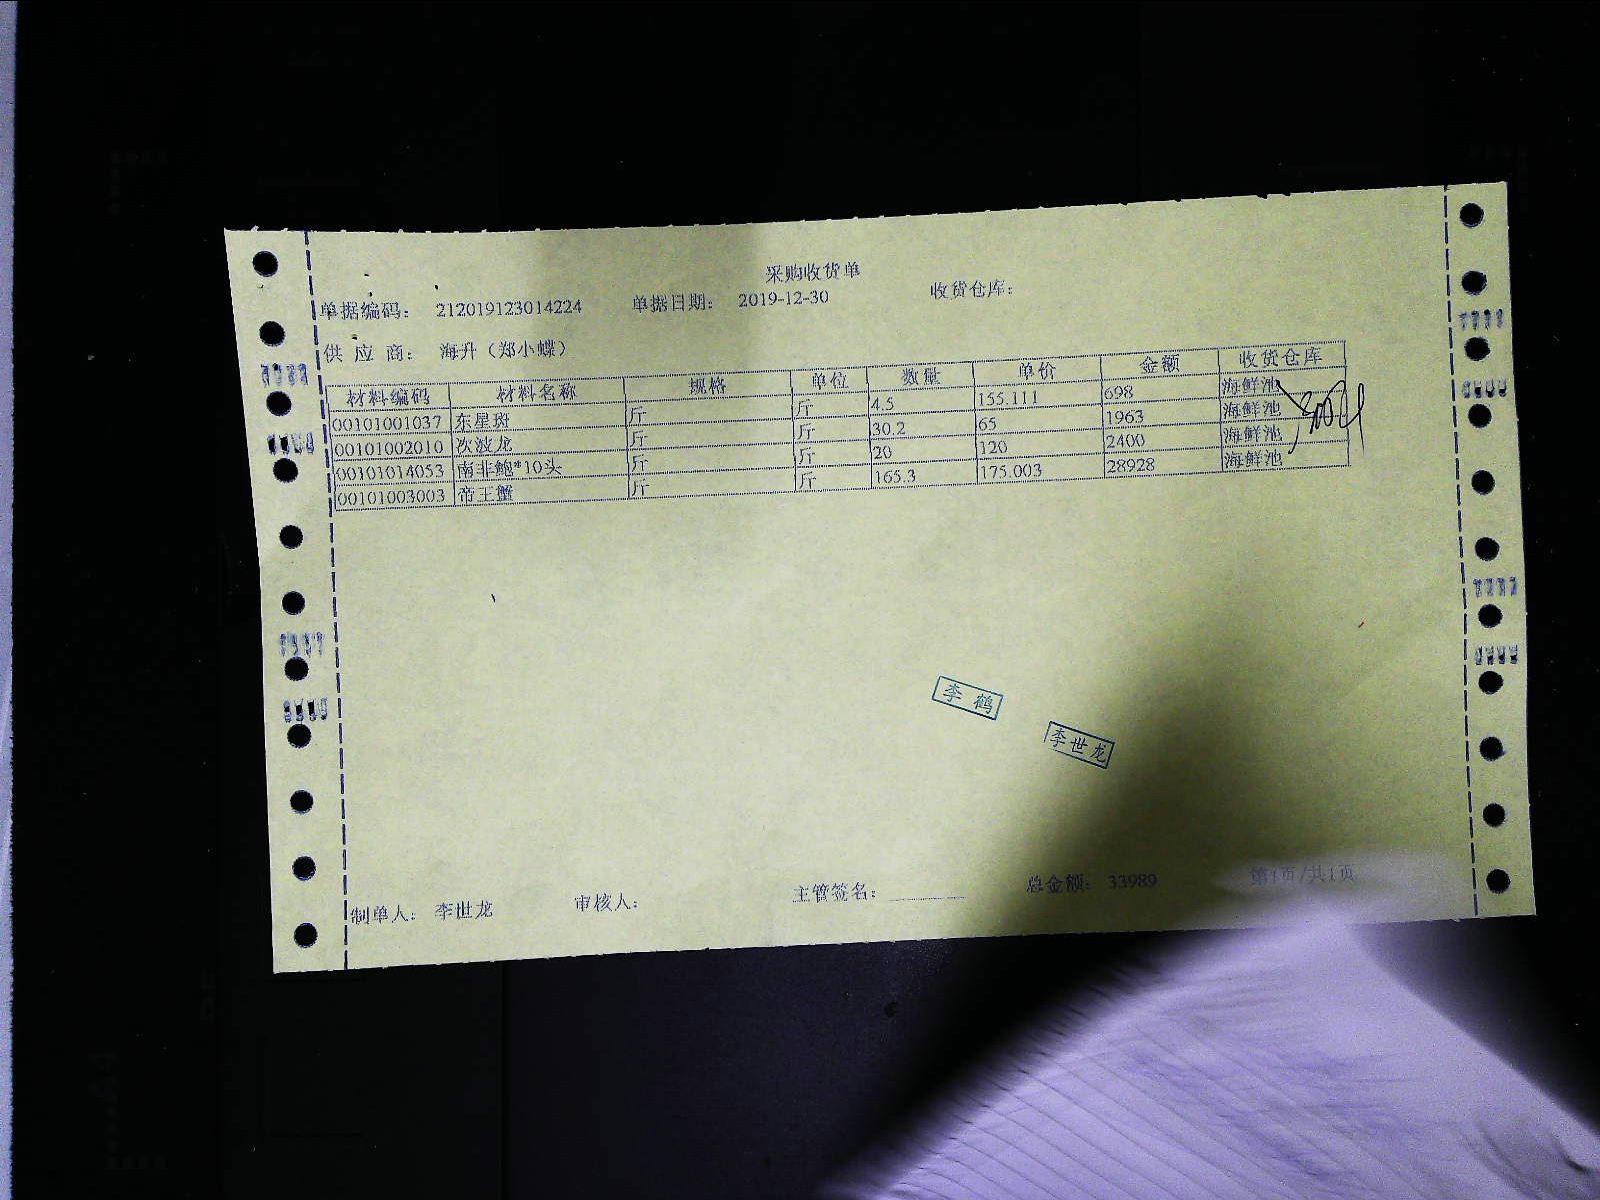 采购收货单
单据编码: 212019123014224 单据日期: 2019-12-30 收货仓库:
供 应 商: 海升（郑小蝶）
材料编码 材料名称 规格 单位 数量 单价 金额 收货仓库
00101001037 东星斑 斤 斤 4.5 155.111 698 海鲜池
00101002010 次波龙 斤 斤 30.2 65 1963 海鲜池
00101014053 南非鲍*10头 斤 斤 20 120 2400 海鲜池
00101003003 帝王蟹 斤 斤 165.3 175.003 28928 海鲜池
李 鹤
李世龙
制单人: 李世龙 审核人: 主管签名: 总金额: 33989 第1页/共1页